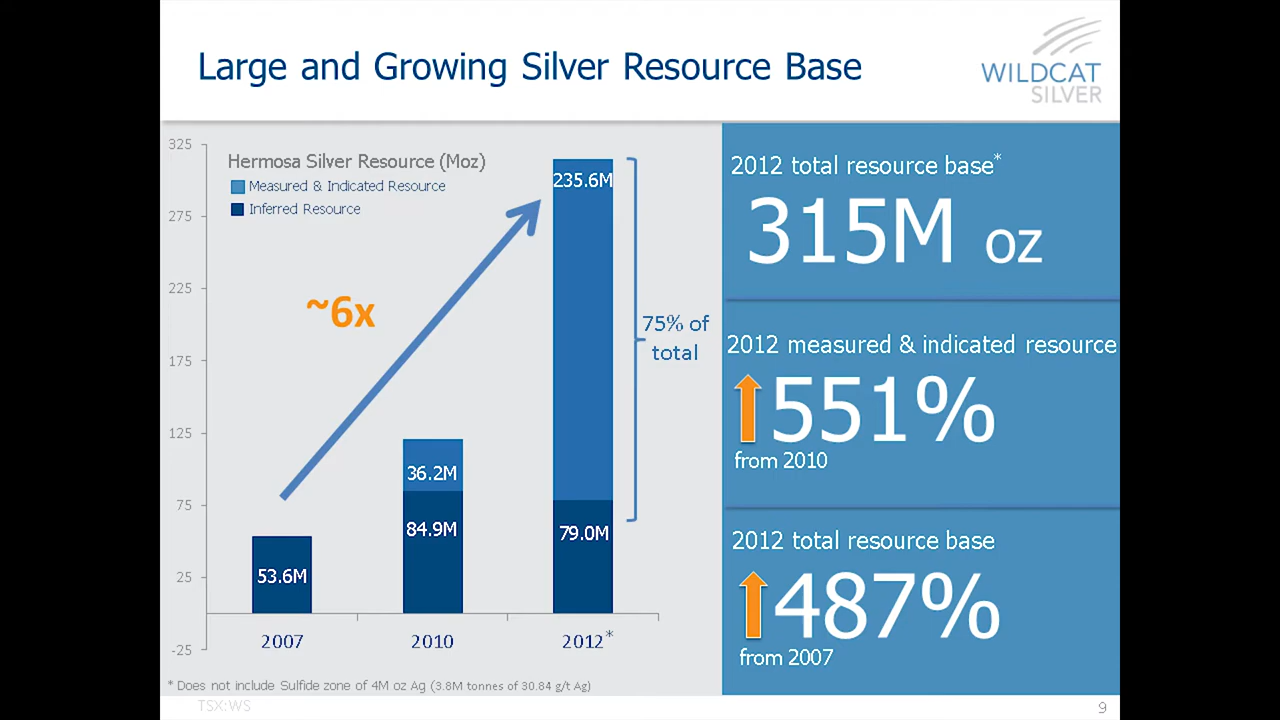 Large and Growing Silver Resource Base
WILDCAT
SILVER
325
275
225
175
125
75
25
-25
Hermosa Silver Resource (Moz)
Measured & Indicated Resource
Inferred Resource
~6x
53.6M
36.2M
84.9M
235.6M
79.0M
75% of
total
2007
2010
2012*
* Does not include Sulfide zone of 4M oz Ag (3.8M tonnes of 30.84 g/t Ag)
2012 total resource base*
315M oz
2012 measured & indicated resource
551%
from 2010
2012 total resource base
487%
from 2007
TSX:WS
9